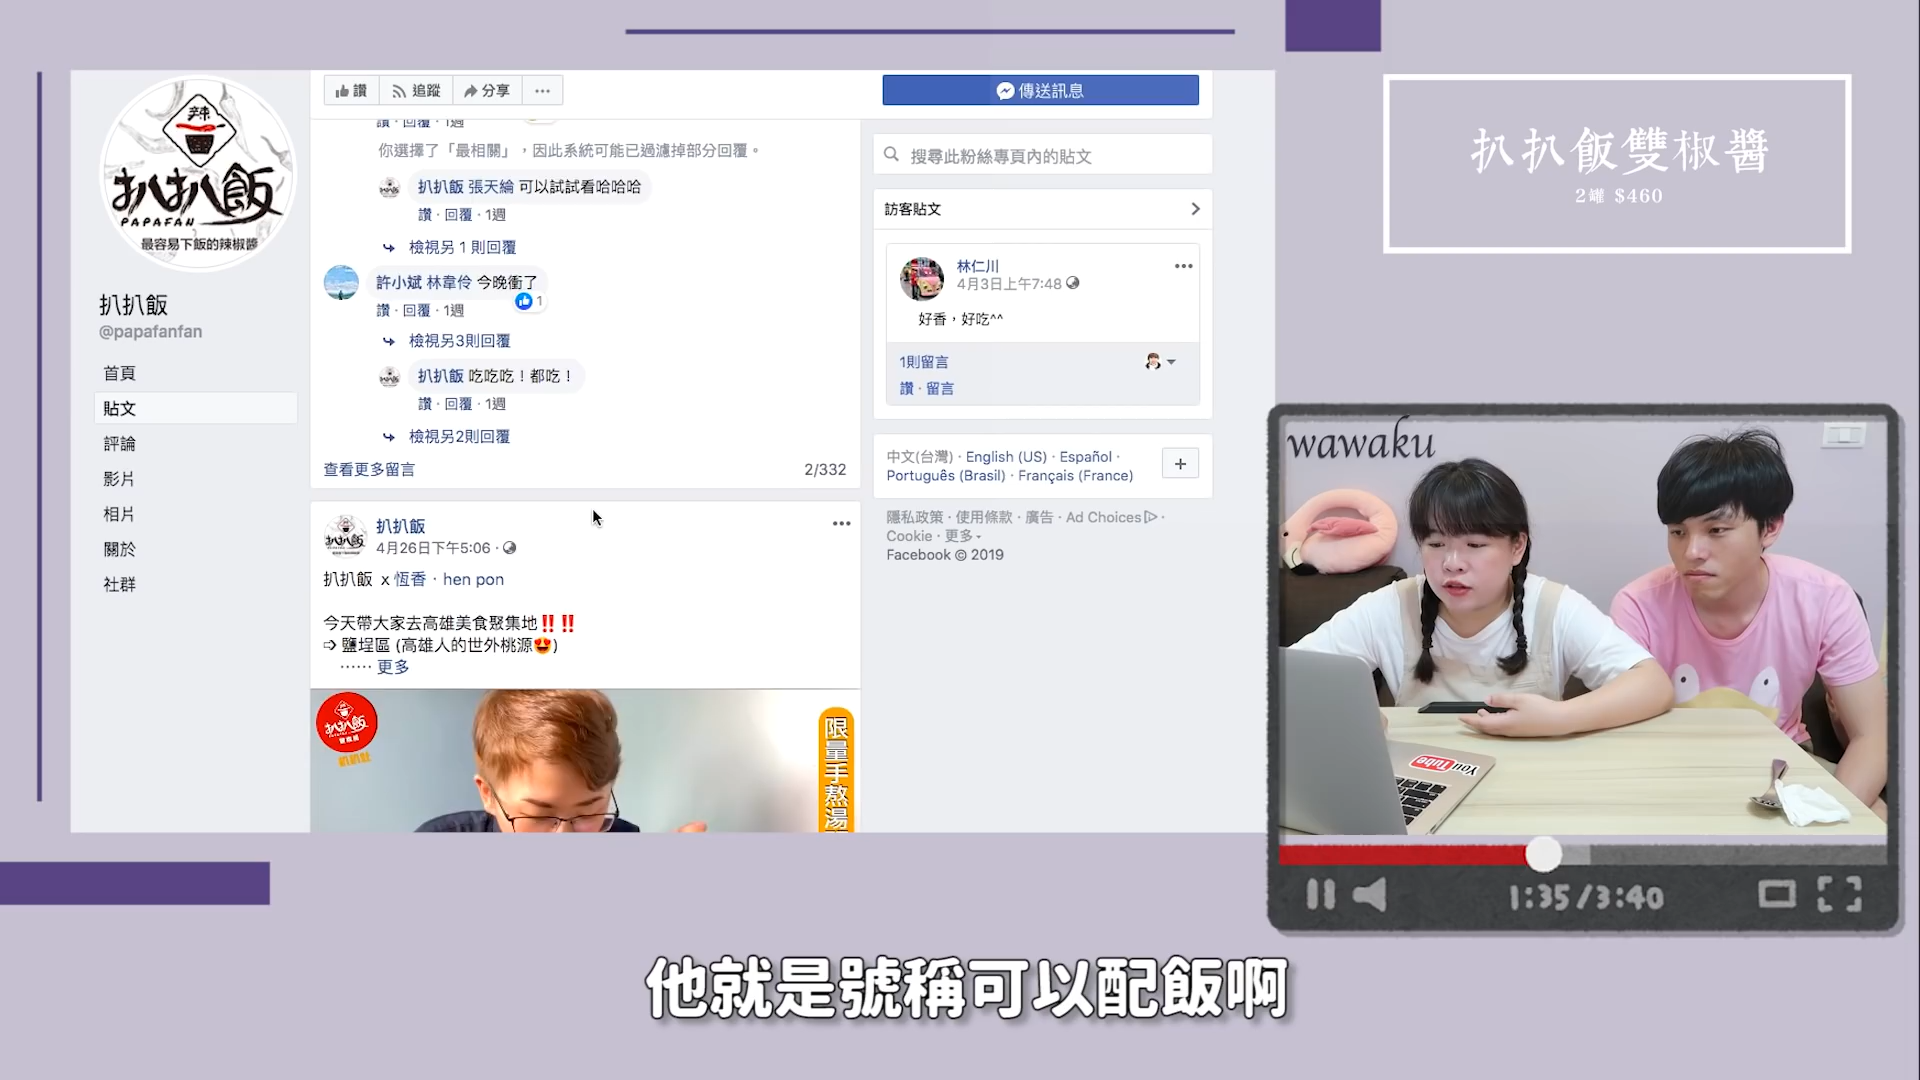 辣
扒扒飯
PAPAFAN
最容易下飯的辣椒醬
扒扒飯
@papafanfan
首頁
貼文
評論
影片
相片
關於
社群
讚 追蹤 分享
傳送訊息
讚 · 回覆 · 1週
你選擇了「最相關」，因此系統可能已過濾掉部分回覆。
扒扒飯 張天綸 可以試試看哈哈哈
讚 · 回覆 · 1週
檢視另 1 則回覆
許小斌 林韋伶 今晚衝了
1
讚 · 回覆 · 1週
檢視另3則回覆
扒扒飯 吃吃吃！都吃！
讚 · 回覆 · 1週
檢視另2則回覆
查看更多留言 2/332
扒扒飯
4月26日下午5:06 ·
扒扒飯 x 恆香 · hen pon
今天帶大家去高雄美食聚集地‼️‼️
➩ 鹽埕區 (高雄人的世外桃源😍)
⋯⋯ 更多
扒扒飯
限量手熬湯
搜尋此粉絲專頁內的貼文
訪客貼文
林仁川
4月3日上午7:48
好香，好吃^^
1則留言
讚 · 留言
中文(台灣) · English (US) · Español ·
Português (Brasil) · Français (France)
隱私政策 · 使用條款 · 廣告 · Ad Choices ·
Cookie · 更多
Facebook © 2019
扒扒飯雙椒醬
2罐 $460
wawaku
YouTube
1:35/3:40
他就是號稱可以配飯啊